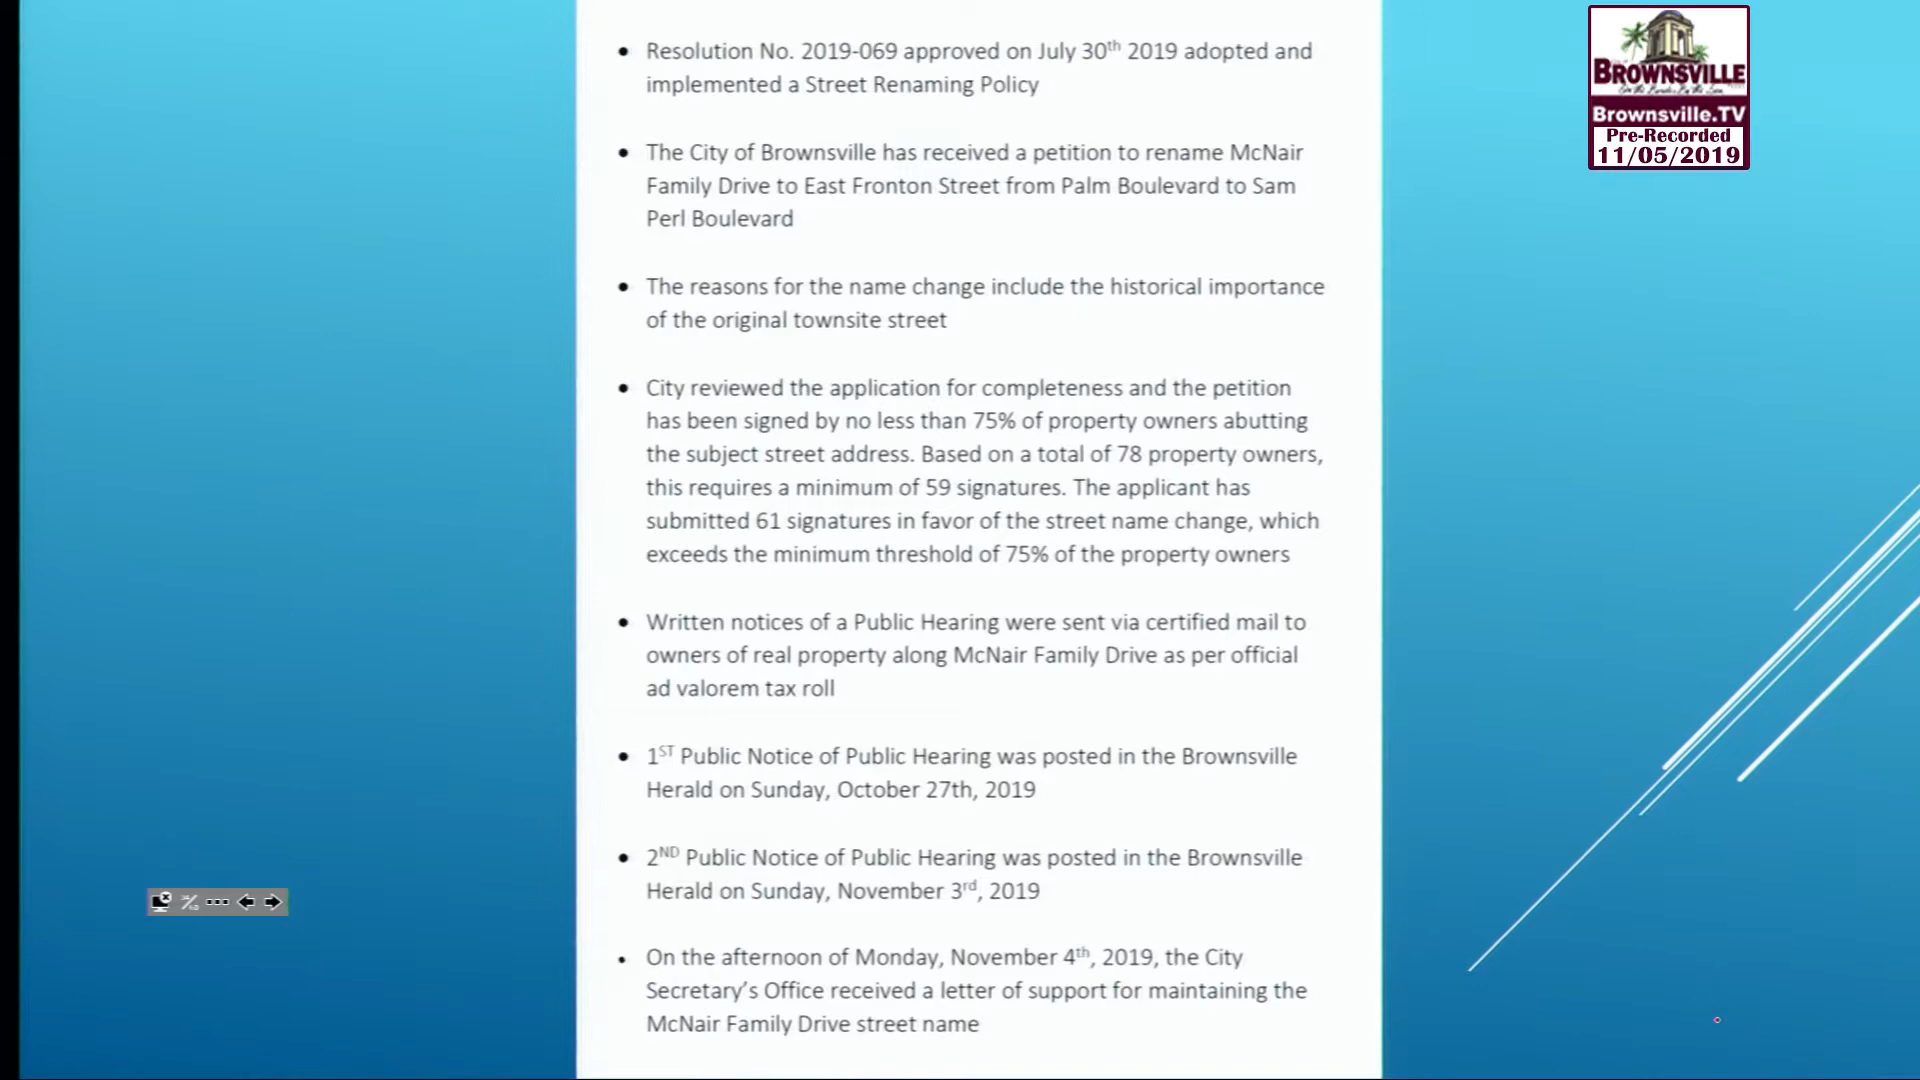 • Resolution No. 2019-069 approved on July 30th 2019 adopted and
implemented a Street Renaming Policy
• The City of Brownsville has received a petition to rename McNair
Family Drive to East Fronton Street from Palm Boulevard to Sam
Perl Boulevard
• The reasons for the name change include the historical importance
of the original townsite street
• City reviewed the application for completeness and the petition
has been signed by no less than 75% of property owners abutting
the subject street address. Based on a total of 78 property owners,
this requires a minimum of 59 signatures. The applicant has
submitted 61 signatures in favor of the street name change, which
exceeds the minimum threshold of 75% of the property owners
• Written notices of a Public Hearing were sent via certified mail to
owners of real property along McNair Family Drive as per official
ad valorem tax roll
• 1ST Public Notice of Public Hearing was posted in the Brownsville
Herald on Sunday, October 27th, 2019
• 2ND Public Notice of Public Hearing was posted in the Brownsville
Herald on Sunday, November 3rd, 2019
• On the afternoon of Monday, November 4th, 2019, the City
Secretary's Office received a letter of support for maintaining the
McNair Family Drive street name
BROWNSVILLE
Brownsville.TV
Pre-Recorded
11/05/2019